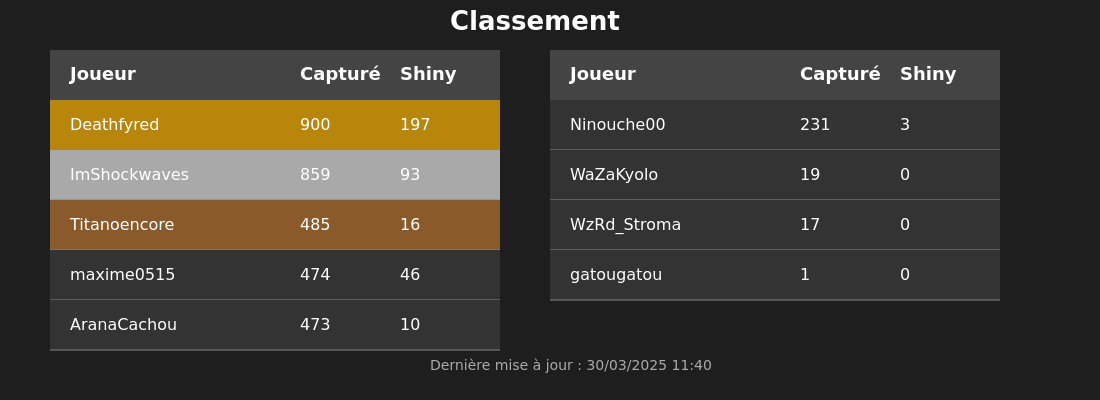 Classement
Joueur Capturé Shiny
Deathfyred 900 197
ImShockwaves 859 93
Titanoencore 485 16
maxime0515 474 46
AranaCachou 473 10
Joueur Capturé Shiny
Ninouche00 231 3
WaZaKyolo 19 0
WzRd_Stroma 17 0
gatougatou 1 0
Dernière mise à jour : 30/03/2025 11:40